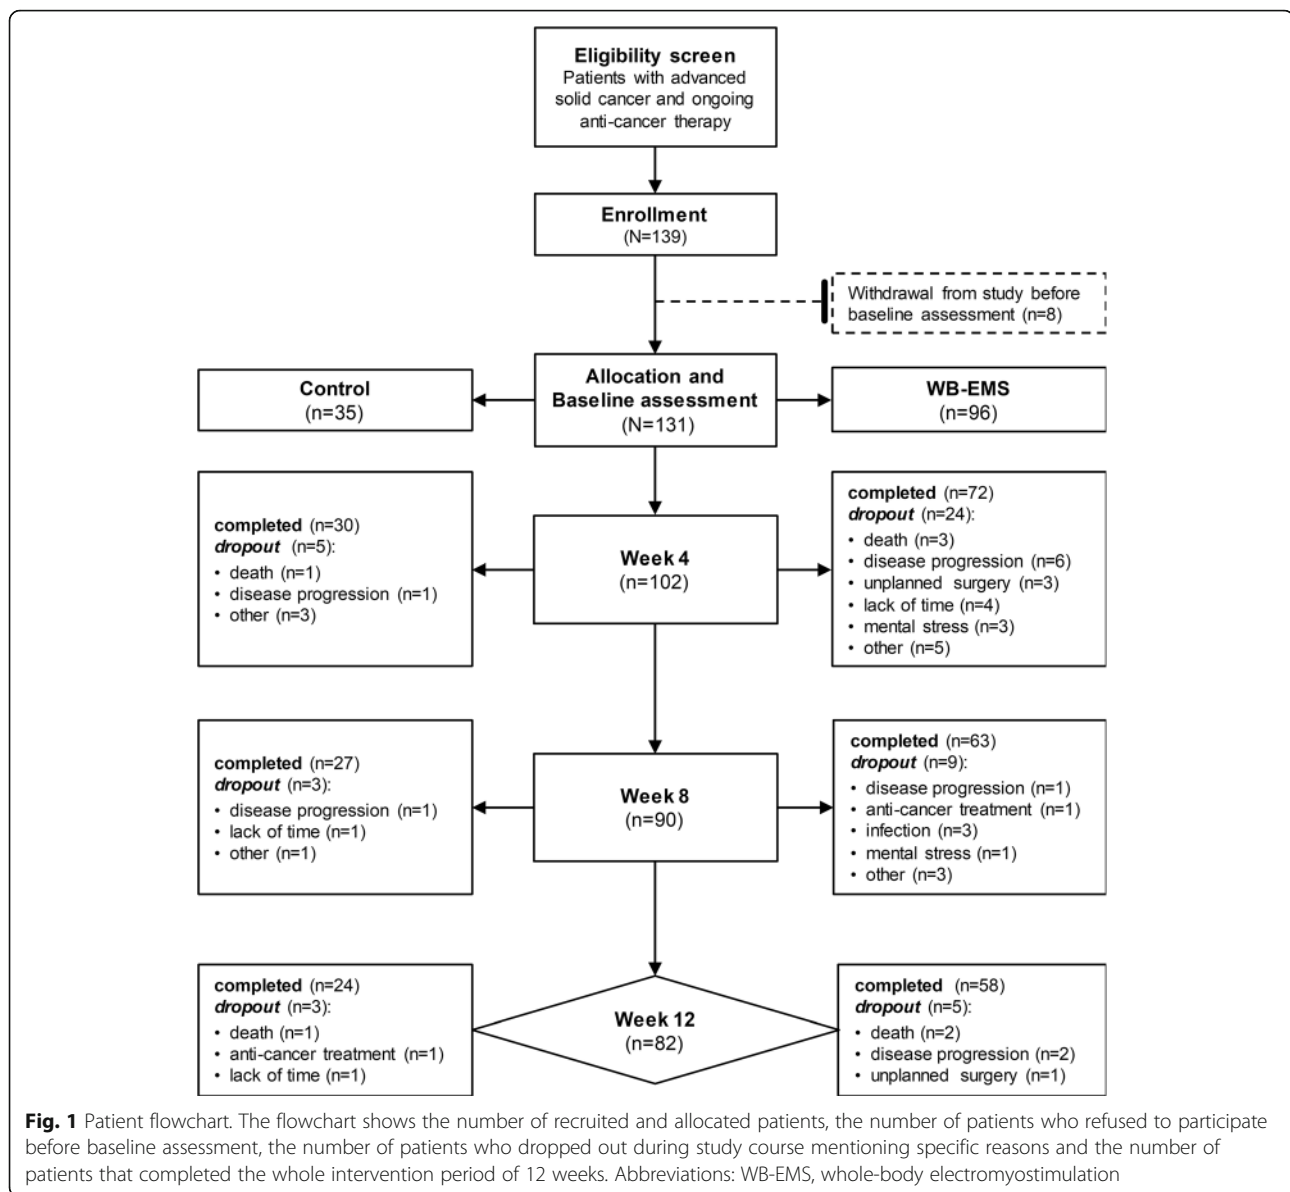 Eligibility screen
Patients with advanced
solid cancer and ongoing
anti-cancer therapy
Enrollment
(N=139)
Withdrawal from study before
baseline assessment (n=8)
Control
(n=35)
Allocation and
Baseline assessment
(N=131)
WB-EMS
(n=96)
completed (n=30)
dropout (n=5):
• death (n=1)
• disease progression (n=1)
• other (n=3)
Week 4
(n=102)
completed (n=72)
dropout (n=24):
• death (n=3)
• disease progression (n=6)
• unplanned surgery (n=3)
• lack of time (n=4)
• mental stress (n=3)
• other (n=5)
completed (n=27)
dropout (n=3):
• disease progression (n=1)
• lack of time (n=1)
• other (n=1)
Week 8
(n=90)
completed (n=63)
dropout (n=9):
• disease progression (n=1)
• anti-cancer treatment (n=1)
• infection (n=3)
• mental stress (n=1)
• other (n=3)
completed (n=24)
dropout (n=3):
• death (n=1)
• anti-cancer treatment (n=1)
• lack of time (n=1)
Week 12
(n=82)
completed (n=58)
dropout (n=5):
• death (n=2)
• disease progression (n=2)
• unplanned surgery (n=1)
Fig. 1 Patient flowchart. The flowchart shows the number of recruited and allocated patients, the number of patients who refused to participate
before baseline assessment, the number of patients who dropped out during study course mentioning specific reasons and the number of
patients that completed the whole intervention period of 12 weeks. Abbreviations: WB-EMS, whole-body electromyostimulation